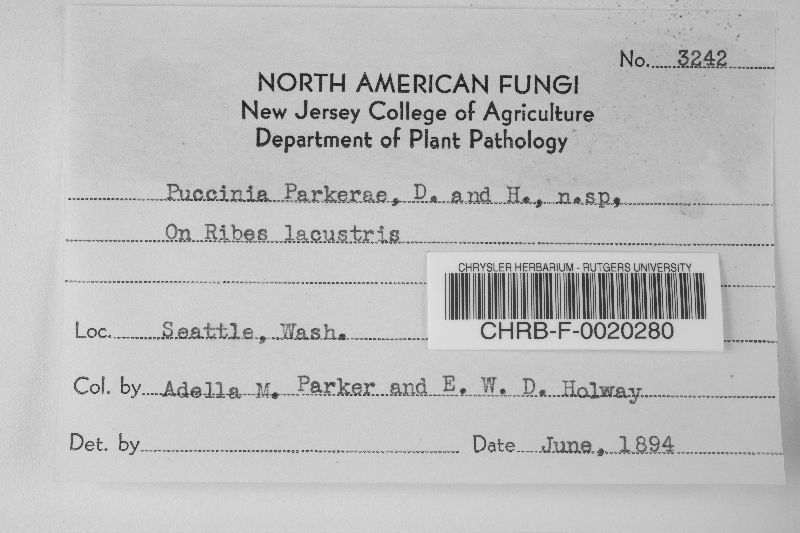 No. 3242
NORTH AMERICAN FUNGI
New Jersey College of Agriculture
Department of Plant Pathology
Puccinia Parkerae, D. and H., n.sp,
On Ribes lacustris
CHRYSLER HERBARIUM - RUTGERS UNIVERSITY
CHRB-F-0020280
Loc. Seattle, Wash.
Col. by Adella M. Parker and E. W. D. Holway
Det. by
Date June, 1894